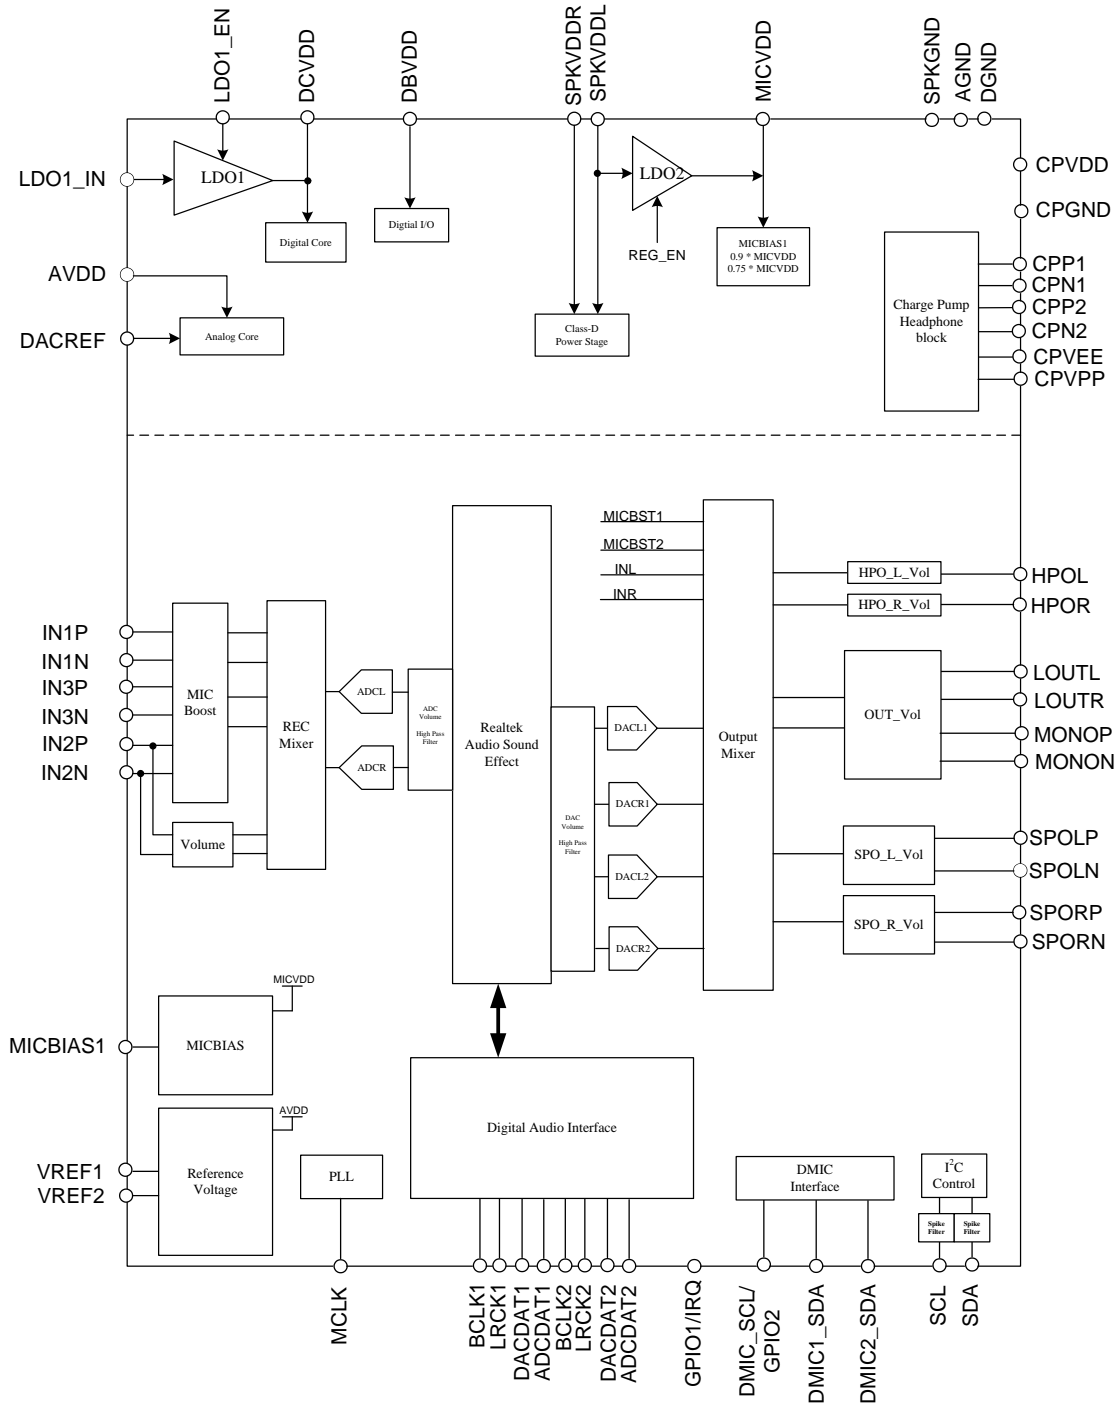 LDO1_EN
DCVDD
DBVDD
SPKVDDR
SPKVDDL
MICVDD
SPKGND
AGND
DGND
LDO1_IN
LDO1
LDO2
CPVDD
CPGND
Digital Core
Digtial I/O
REG_EN
MICBIAS1
0.9 * MICVDD
0.75 * MICVDD
AVDD
DACREF
Analog Core
Class-D
Power Stage
Charge Pump
Headphone
block
CPP1
CPN1
CPP2
CPN2
CPVEE
CPVPP
MICBST1
MICBST2
INL
INR
HPO_L_Vol
HPOL
HPO_R_Vol
HPOR
IN1P
IN1N
IN3P
IN3N
IN2P
IN2N
MIC
Boost
Volume
REC
Mixer
ADCL
ADCR
ADC
Volume
High Pass
Filter
Realtek
Audio Sound
Effect
DAC
Volume
High Pass
Filter
DACL1
DACR1
DACL2
DACR2
Output
Mixer
OUT_Vol
LOUTL
LOUTR
MONOP
MONON
SPO_L_Vol
SPOLP
SPOLN
SPO_R_Vol
SPORP
SPORN
MICVDD
MICBIAS1
MICBIAS
AVDD
VREF1
VREF2
Reference
Voltage
PLL
Digital Audio Interface
DMIC
Interface
I2C
Control
Spike
Filter
Spike
Filter
MCLK
BCLK1
LRCK1
DACDAT1
ADCDAT1
BCLK2
LRCK2
DACDAT2
ADCDAT2
GPIO1/IRQ
DMIC_SCL/
GPIO2
DMIC1_SDA
DMIC2_SDA
SCL
SDA